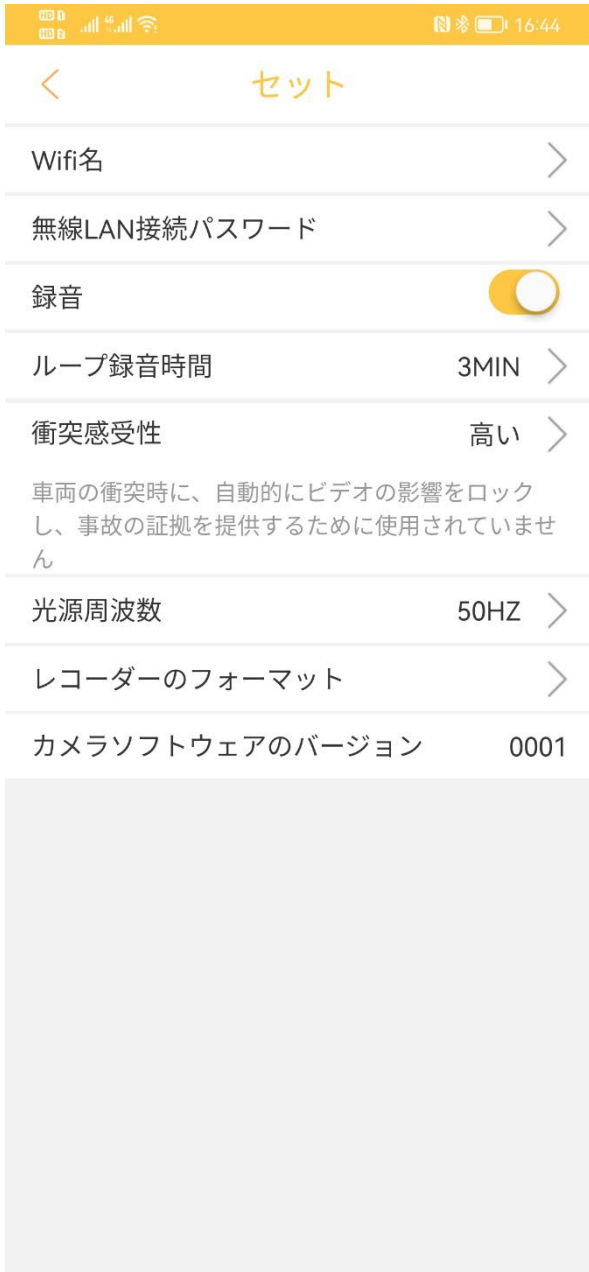 HD 1
HD 2
4G
16:44
セット
Wifi名
無線LAN接続パスワード
録音
ループ録音時間 3MIN
衝突感受性 高い
車両の衝突時に、自動的にビデオの影響をロック
し、事故の証拠を提供するために使用されていませ
ん
光源周波数 50HZ
レコーダーのフォーマット
カメラソフトウェアのバージョン 0001